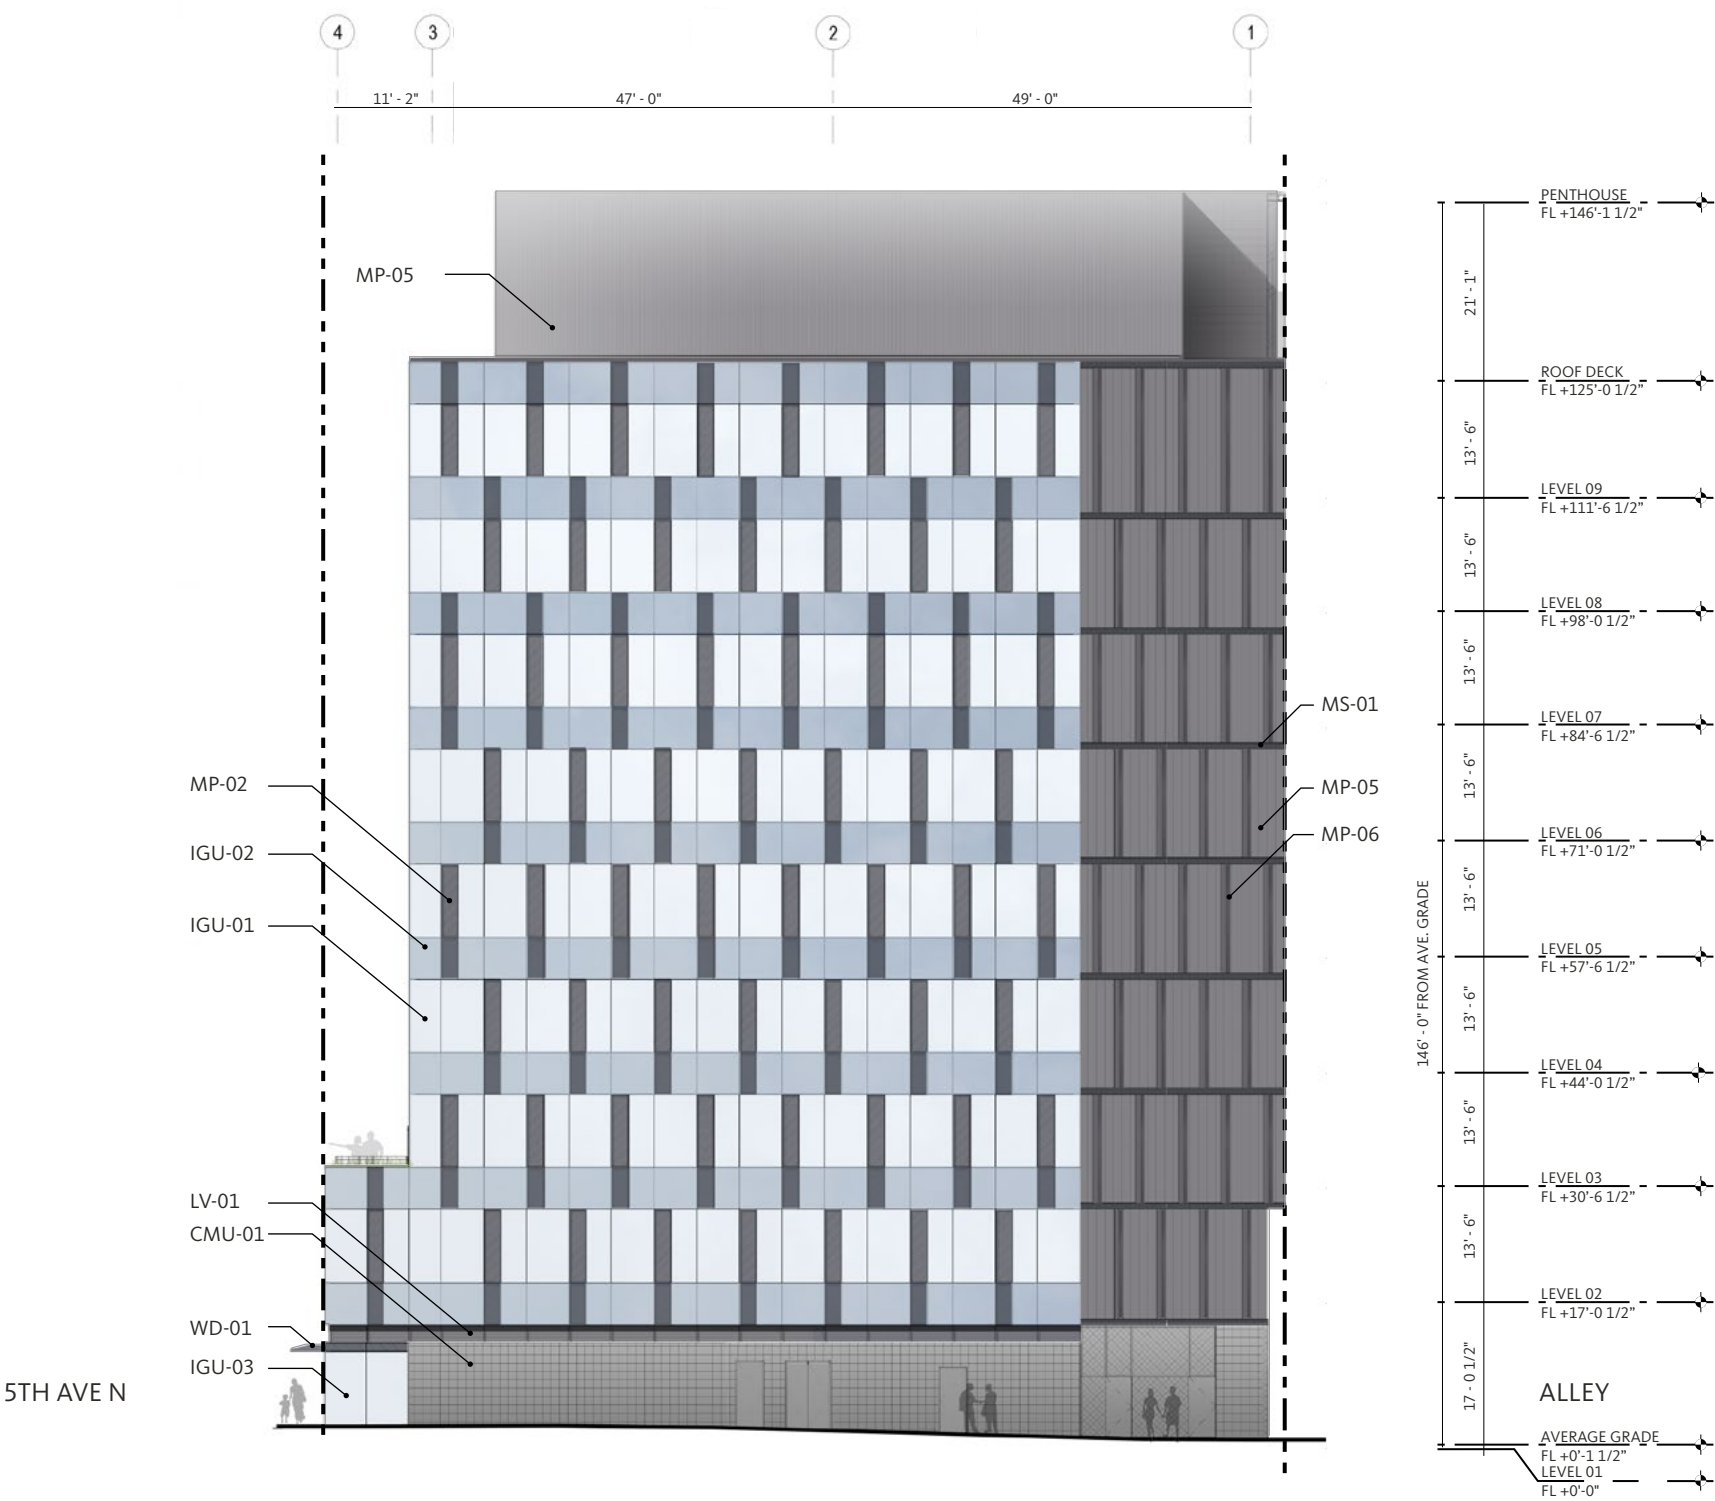 4 3 2 1
11' - 2" 47' - 0" 49' - 0"
PENTHOUSE
FL +146'-1 1/2"
MP-05
21' - 1"
ROOF DECK
FL +125'-0 1/2"
13' - 6"
LEVEL 09
FL +111'-6 1/2"
13' - 6"
LEVEL 08
FL +98'-0 1/2"
13' - 6"
MS-01
LEVEL 07
FL +84'-6 1/2"
MP-02
MP-05
13' - 6"
MP-06
LEVEL 06
FL +71'-0 1/2"
IGU-02
13' - 6"
IGU-01
LEVEL 05
FL +57'-6 1/2"
146' - 0" FROM AVE. GRADE
13' - 6"
LEVEL 04
FL +44'-0 1/2"
13' - 6"
LEVEL 03
FL +30'-6 1/2"
LV-01
CMU-01
13' - 6"
LEVEL 02
FL +17'-0 1/2"
WD-01
IGU-03
17' - 0 1/2"
5TH AVE N
ALLEY
AVERAGE GRADE
FL +0'-1 1/2"
LEVEL 01
FL +0'-0"